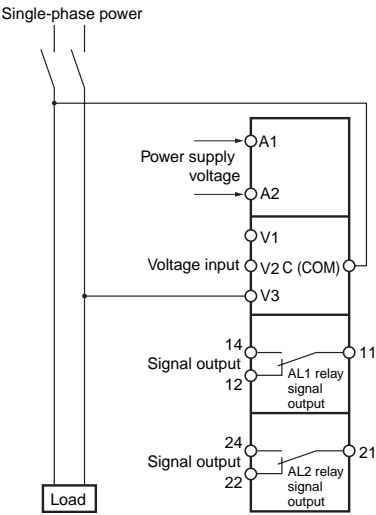 Single-phase power
A1
Power supply
voltage
A2
V1
Voltage input V2 C (COM)
V3
14
11
Signal output
12
AL1 relay
signal
output
24
21
Signal output
22
AL2 relay
signal
output
Load